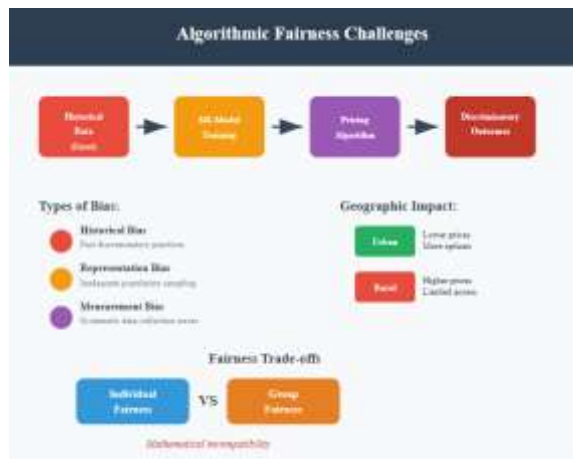 Algorithmic Fairness Challenges
Historical
Data
(Biased)
ML Model
Training
Pricing
Algorithm
Discriminatory
Outcomes
Types of Bias:
Historical Bias
Past discriminatory practices
Representation Bias
Inadequate population sampling
Measurement Bias
Systematic data collection errors
Geographic Impact:
Urban
Lower prices
More options
Rural
Higher prices
Limited access
Fairness Trade-offs
Individual
Fairness
VS
Group
Fairness
Mathematical incompatibility